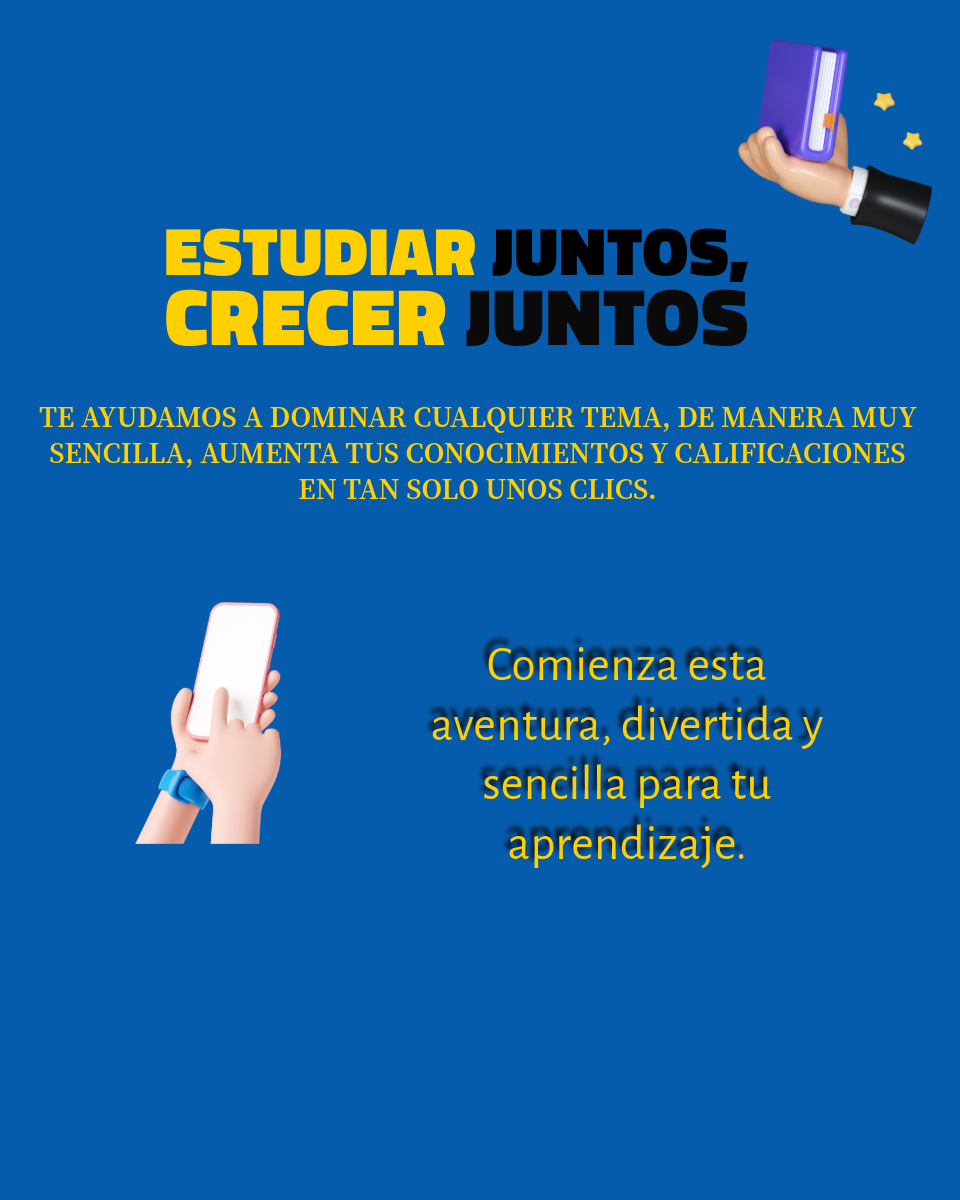 ESTUDIAR JUNTOS,
CRECER JUNTOS
TE AYUDAMOS A DOMINAR CUALQUIER TEMA, DE MANERA MUY
SENCILLA, AUMENTA TUS CONOCIMIENTOS Y CALIFICACIONES
EN TAN SOLO UNOS CLICS.
Comienza esta
aventura, divertida y
sencilla para tu
aprendizaje.